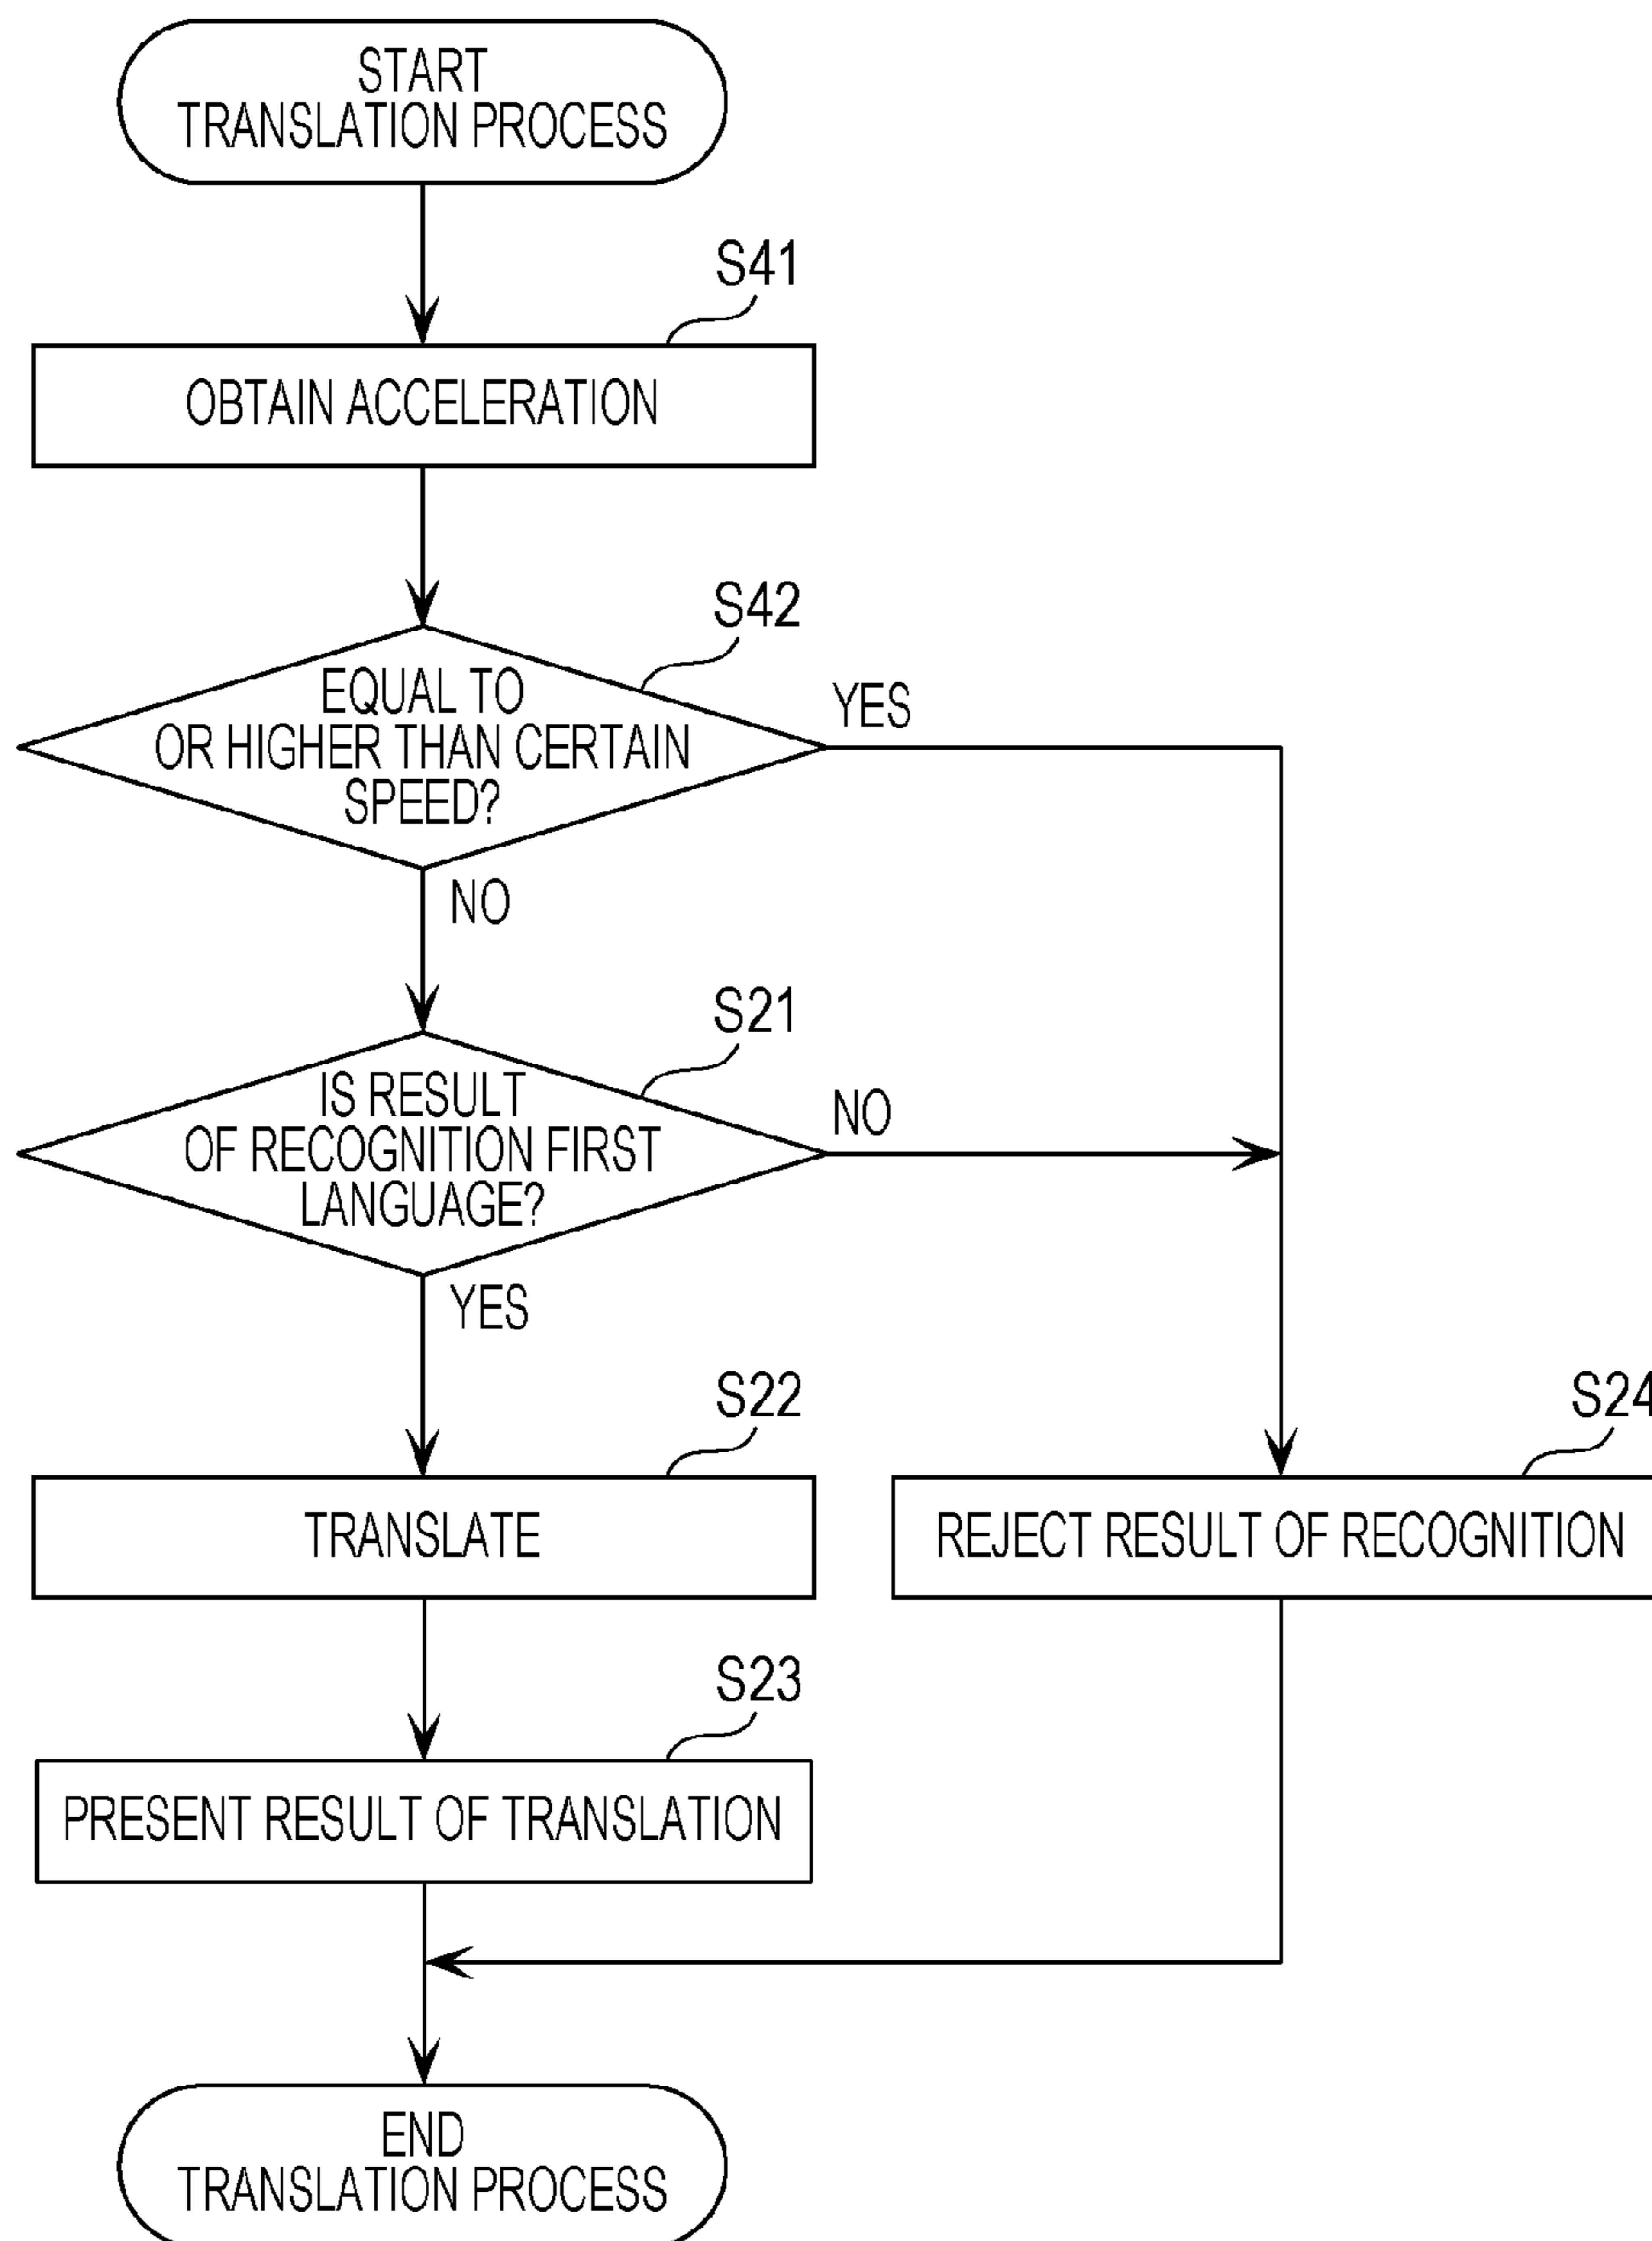 START
TRANSLATION PROCESS
S41
OBTAIN ACCELERATION
S42
EQUAL TO
OR HIGHER THAN CERTAIN
SPEED?
YES
NO
S21
IS RESULT
OF RECOGNITION FIRST
LANGUAGE?
NO
YES
S22
TRANSLATE
S24
REJECT RESULT OF RECOGNITION
S23
PRESENT RESULT OF TRANSLATION
END
TRANSLATION PROCESS